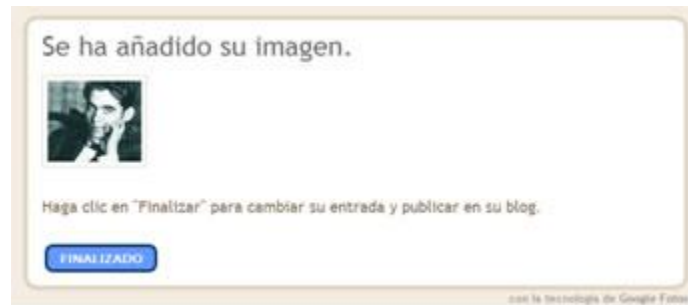 Se ha añadido su imagen.
Haga clic en "Finalizar" para cambiar su entrada y publicar en su blog.
FINALIZADO
con la tecnología de Google Fotos